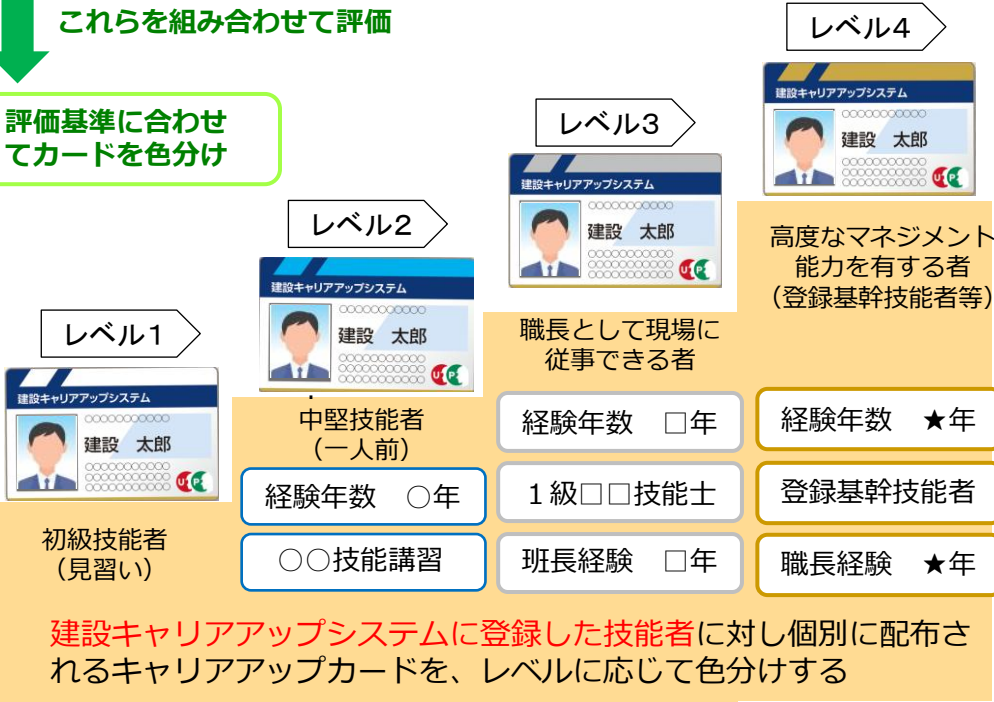 これらを組み合わせて評価
評価基準に合わせ
てカードを色分け
レベル1
建設キャリアアップシステム
○○○○○○○○○○○
建設　太郎
○○○○○○○○○○○
○○○○○○○○○○○
○○○○○○○○○○○
初級技能者
（見習い）
レベル2
建設キャリアアップシステム
○○○○○○○○○○○
建設　太郎
○○○○○○○○○○○
○○○○○○○○○○○
○○○○○○○○○○○
中堅技能者
（一人前）
経験年数　○年
○○技能講習
レベル3
建設キャリアアップシステム
○○○○○○○○○○○
建設　太郎
○○○○○○○○○○○
○○○○○○○○○○○
○○○○○○○○○○○
職長として現場に
従事できる者
経験年数　□年
１級□□技能士
班長経験　□年
レベル4
建設キャリアアップシステム
○○○○○○○○○○○
建設　太郎
○○○○○○○○○○○
○○○○○○○○○○○
○○○○○○○○○○○
高度なマネジメント
能力を有する者
（登録基幹技能者等）
経験年数　★年
登録基幹技能者
職長経験　★年
建設キャリアアップシステムに登録した技能者に対し個別に配布さ
れるキャリアアップカードを、レベルに応じて色分けする